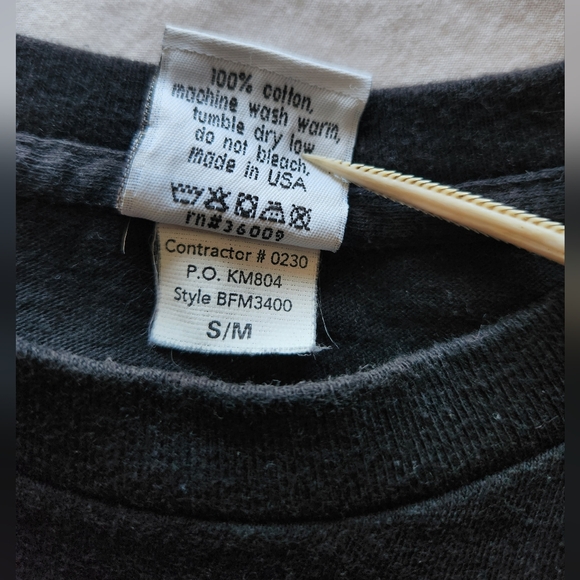 100% cotton,
machine wash warm,
tumble dry low
do not bleach,
made in USA
rn#36009
Contractor # 0230
P.O. KM804
Style BFM3400
S/M